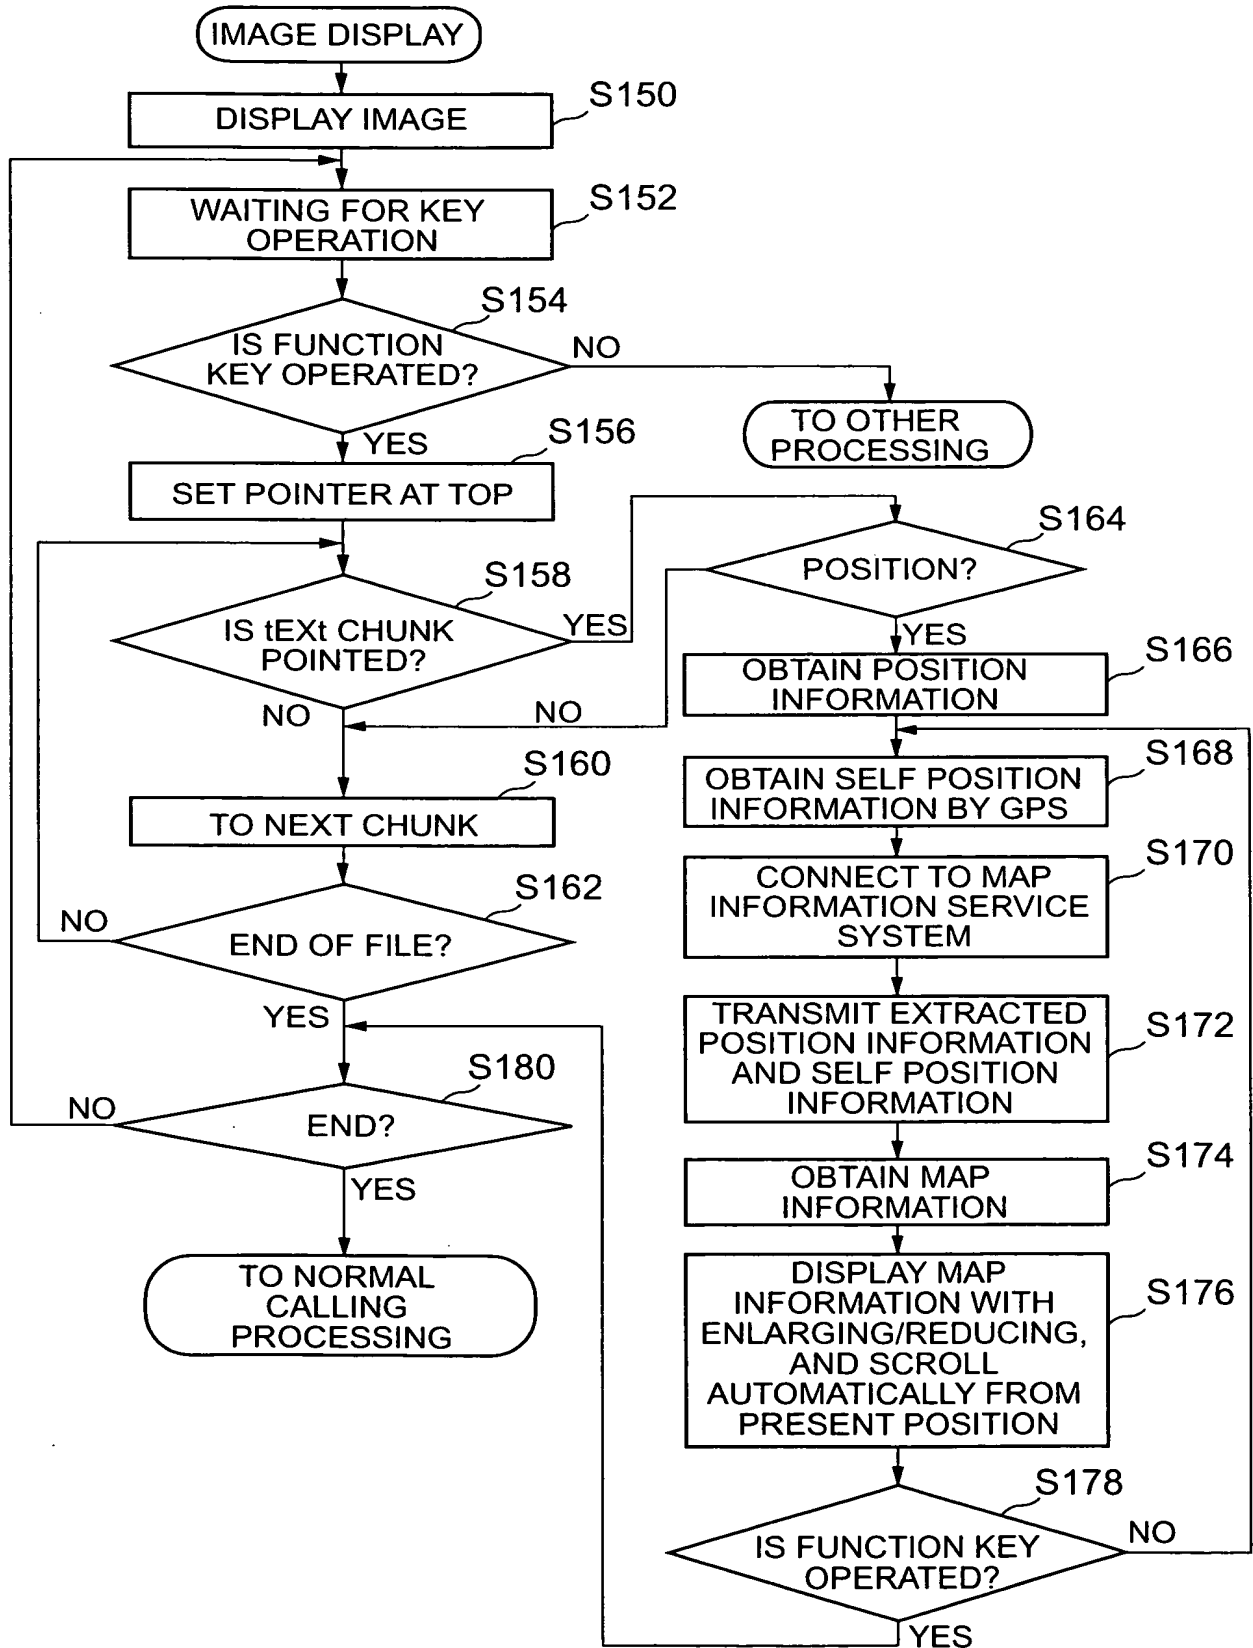 IMAGE DISPLAY
S150
DISPLAY IMAGE
S152
WAITING FOR KEY
OPERATION
S154
IS FUNCTION
KEY OPERATED?
NO
TO OTHER
PROCESSING
YES
S156
SET POINTER AT TOP
S158
IS tEXt CHUNK
POINTED?
YES
NO
S164
POSITION?
NO
YES
S160
TO NEXT CHUNK
S162
END OF FILE?
NO
YES
S180
END?
NO
YES
TO NORMAL
CALLING
PROCESSING
S166
OBTAIN POSITION
INFORMATION
S168
OBTAIN SELF POSITION
INFORMATION BY GPS
S170
CONNECT TO MAP
INFORMATION SERVICE
SYSTEM
S172
TRANSMIT EXTRACTED
POSITION INFORMATION
AND SELF POSITION
INFORMATION
S174
OBTAIN MAP
INFORMATION
S176
DISPLAY MAP
INFORMATION WITH
ENLARGING/REDUCING,
AND SCROLL
AUTOMATICALLY FROM
PRESENT POSITION
S178
IS FUNCTION KEY
OPERATED?
NO
YES